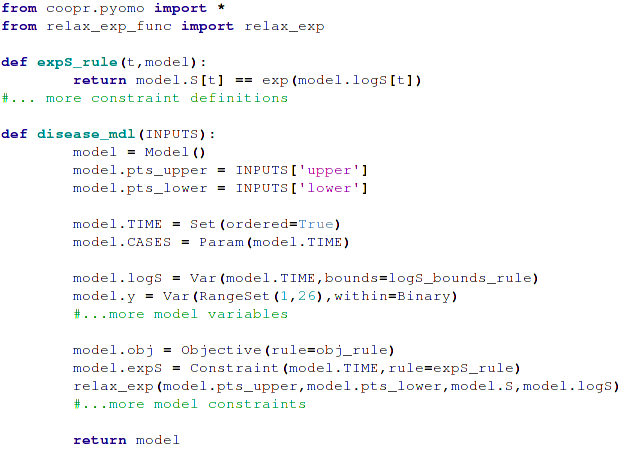 from coopr.pyomo import *
from relax_exp_func import relax_exp

def expS_rule(t,model):
        return model.S[t] == exp(model.logS[t])
#... more constraint definitions

def disease_mdl(INPUTS):
        model = Model()
        model.pts_upper = INPUTS['upper']
        model.pts_lower = INPUTS['lower']

        model.TIME = Set(ordered=True)
        model.CASES = Param(model.TIME)

        model.logS = Var(model.TIME,bounds=logS_bounds_rule)
        model.y = Var(RangeSet(1,26),within=Binary)
        #...more model variables

        model.obj = Objective(rule=obj_rule)
        model.expS = Constraint(model.TIME,rule=expS_rule)
        relax_exp(model.pts_upper,model.pts_lower,model.S,model.logS)
        #...more model constraints

        return model